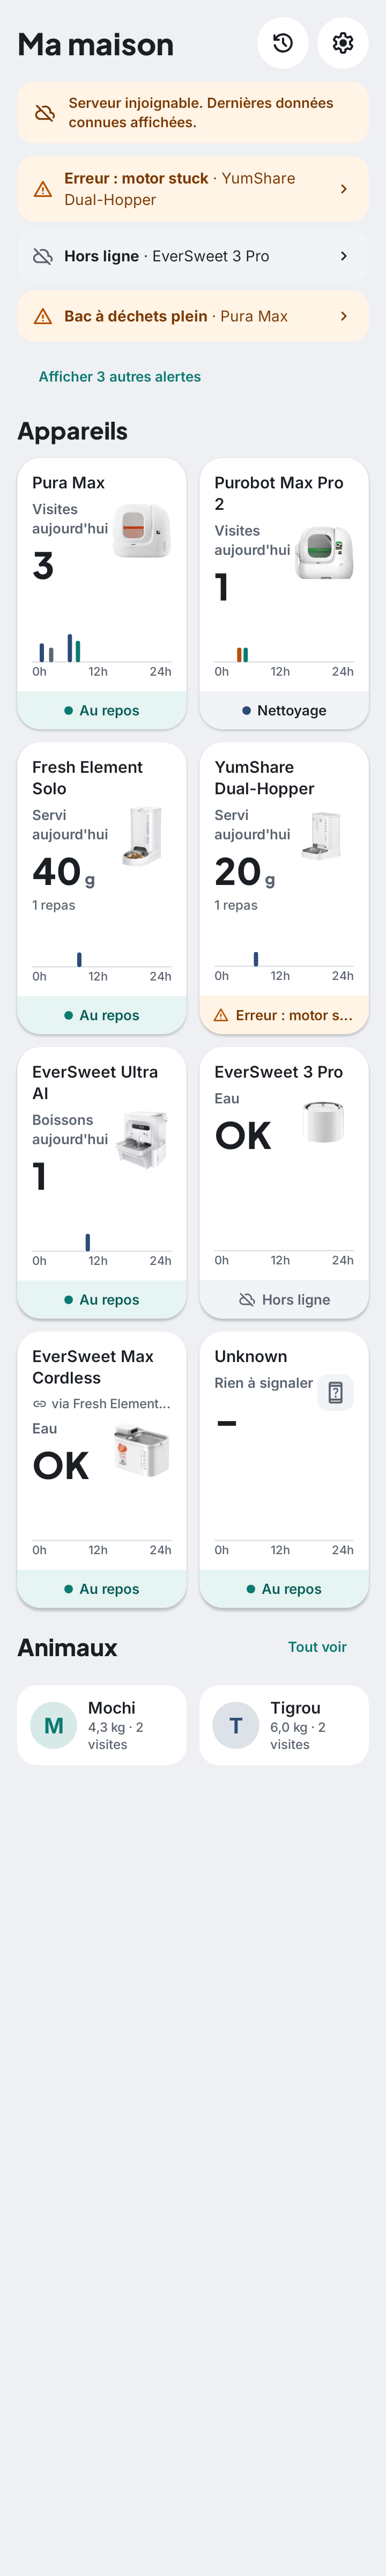 Ma maison
Serveur injoignable. Dernières données
connues affichées.
Erreur : motor stuck · YumShare
Dual-Hopper
Hors ligne · EverSweet 3 Pro
Bac à déchets plein · Pura Max
Afficher 3 autres alertes
Appareils
Pura Max
Visites
aujourd'hui
3
0h 12h 24h
Au repos
Purobot Max Pro
2
Visites
aujourd'hui
1
0h 12h 24h
Nettoyage
Fresh Element
Solo
Servi
aujourd'hui
40 g
1 repas
0h 12h 24h
Au repos
YumShare
Dual-Hopper
Servi
aujourd'hui
20 g
1 repas
0h 12h 24h
Erreur : motor s…
EverSweet Ultra
AI
Boissons
aujourd'hui
1
0h 12h 24h
Au repos
EverSweet 3 Pro
Eau
OK
0h 12h 24h
Hors ligne
EverSweet Max
Cordless
via Fresh Element…
Eau
OK
0h 12h 24h
Au repos
Unknown
Rien à signaler
–
0h 12h 24h
Au repos
Animaux
Tout voir
M
Mochi
4,3 kg · 2
visites
T
Tigrou
6,0 kg · 2
visites